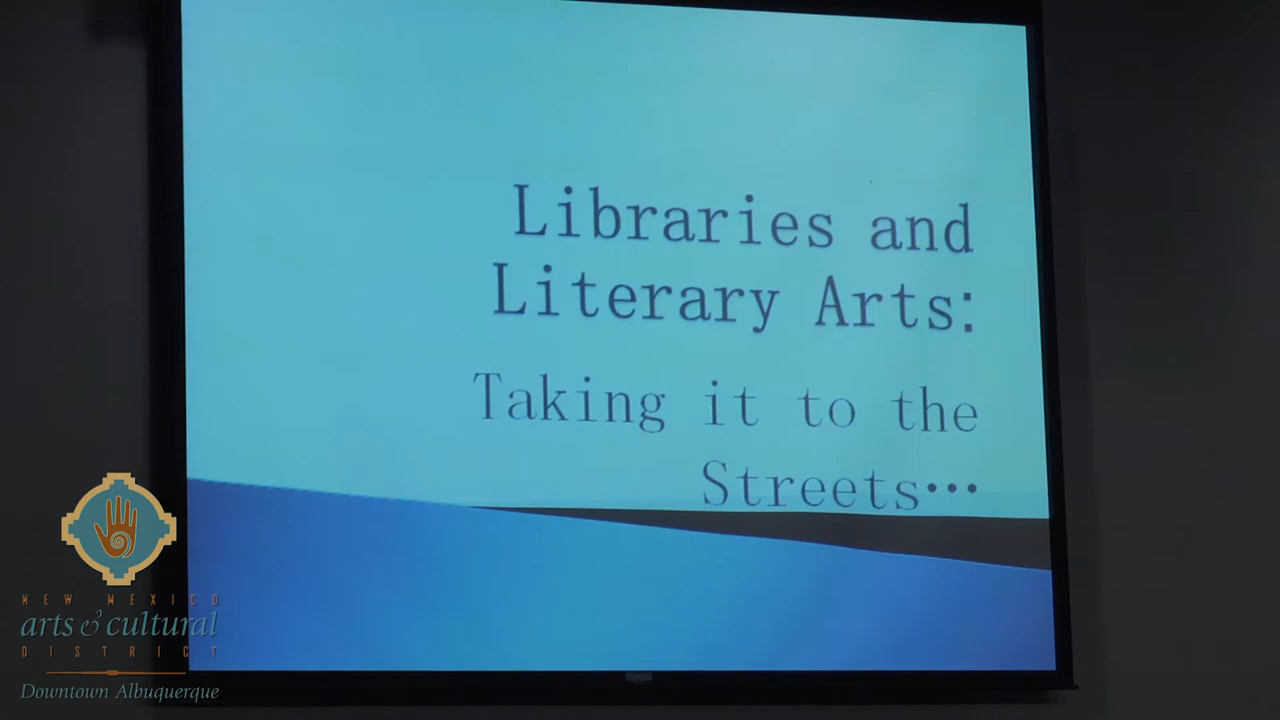 Libraries and
Literary Arts:
Taking it to the
Streets…
NEW MEXICO
arts & cultural
DISTRICT
Downtown Albuquerque